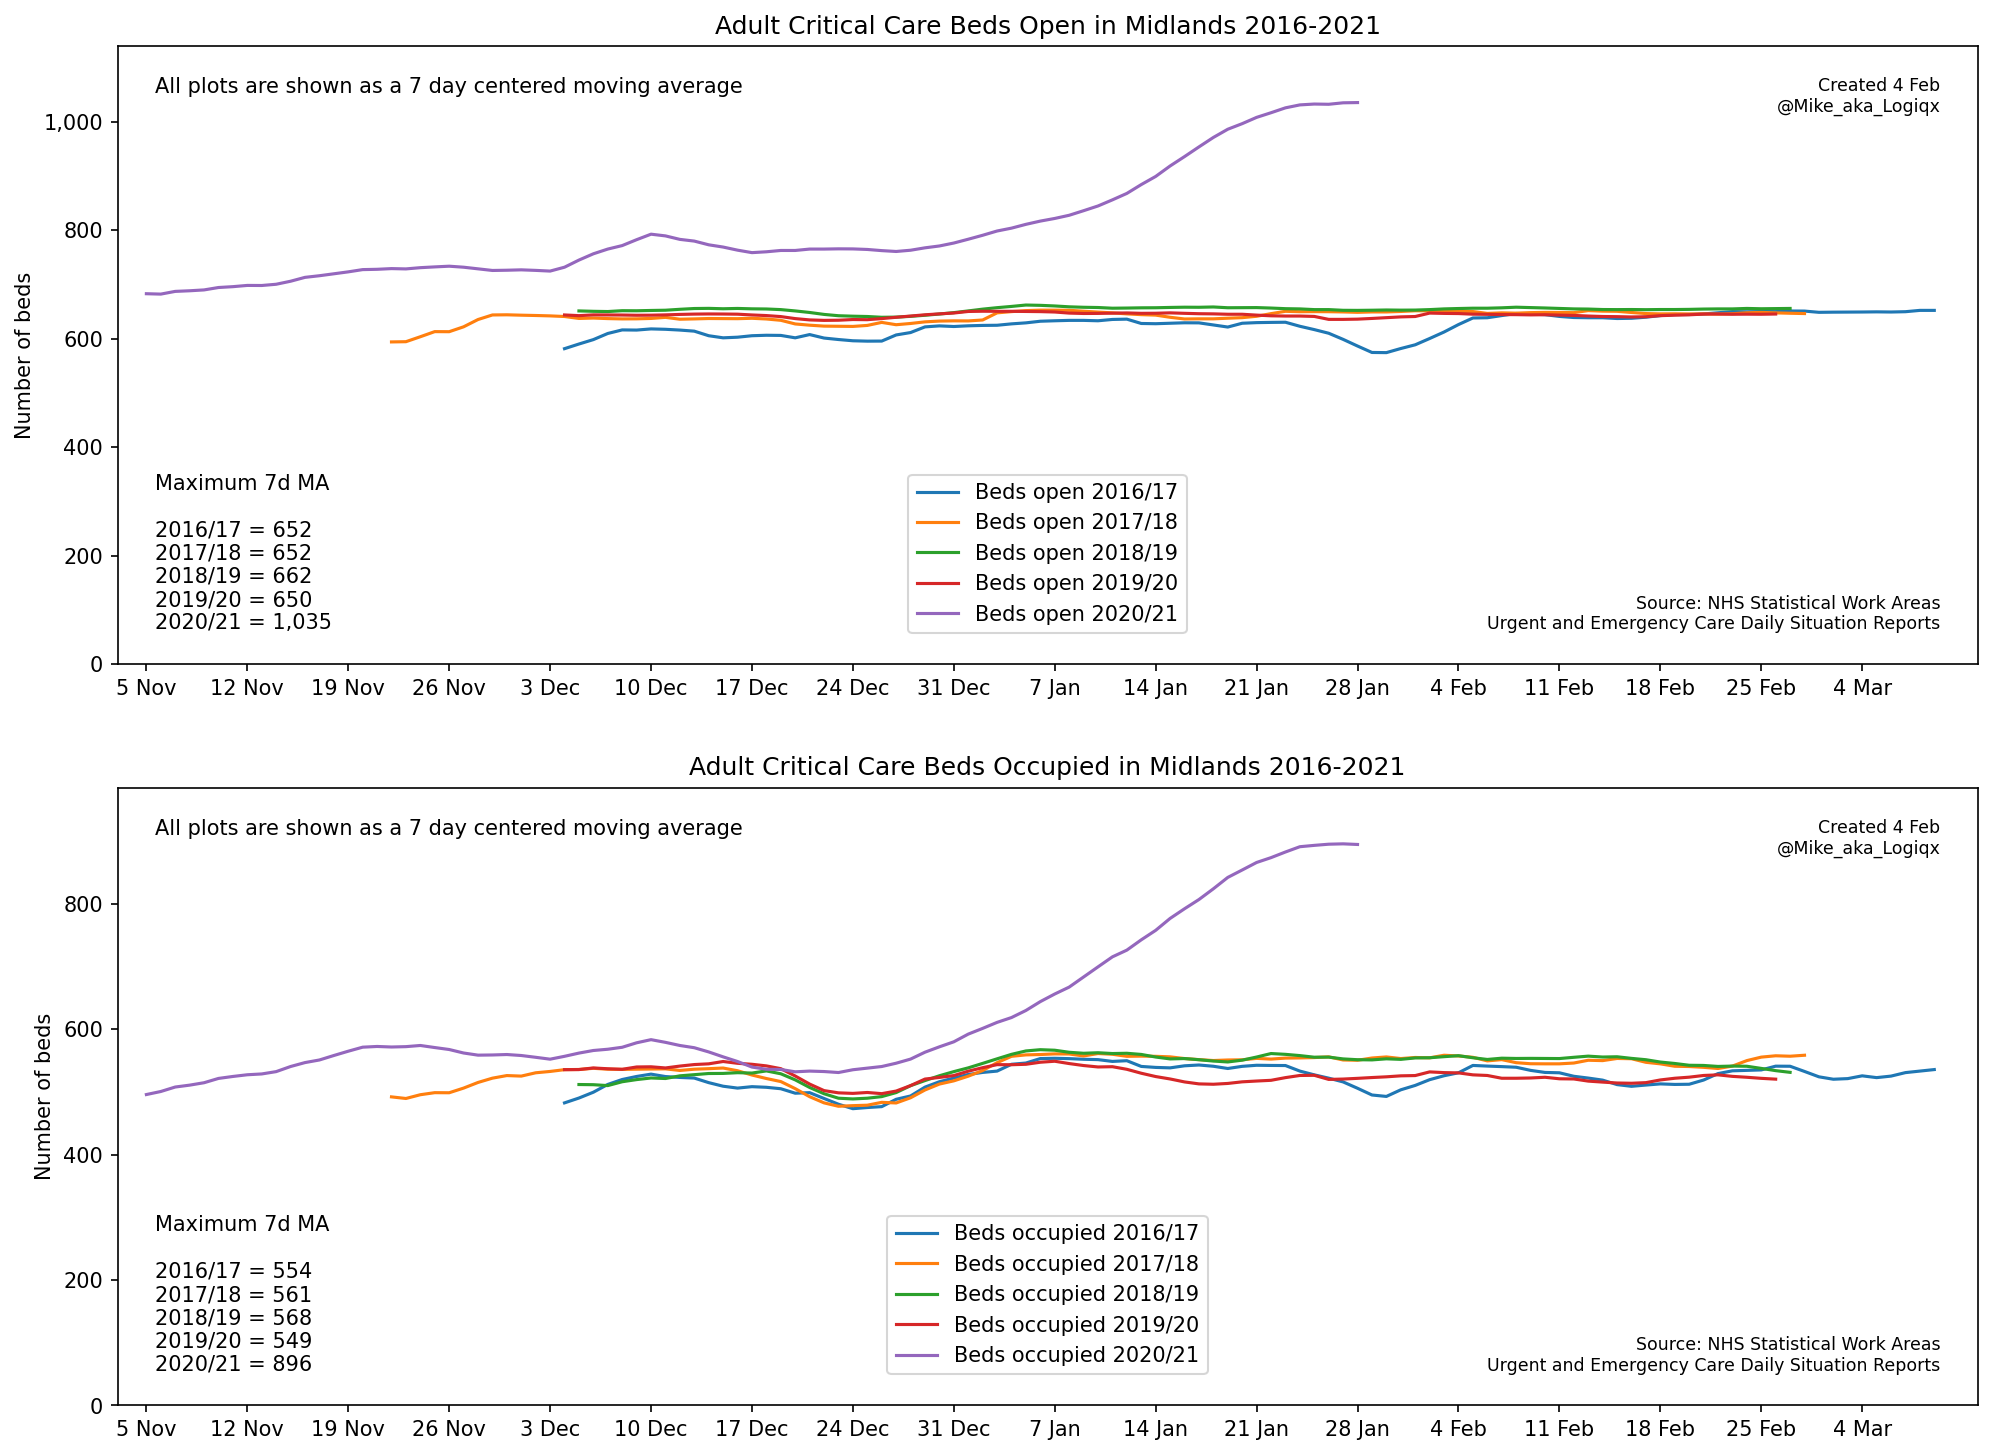 Adult Critical Care Beds Open in Midlands 2016-2021
All plots are shown as a 7 day centered moving average
Created 4 Feb
@Mike_aka_Logiqx
Number of beds
1,000
800
600
400
200
0
Maximum 7d MA
2016/17 = 652
2017/18 = 652
2018/19 = 662
2019/20 = 650
2020/21 = 1,035
Beds open 2016/17
Beds open 2017/18
Beds open 2018/19
Beds open 2019/20
Beds open 2020/21
Source: NHS Statistical Work Areas
Urgent and Emergency Care Daily Situation Reports
5 Nov 12 Nov 19 Nov 26 Nov 3 Dec 10 Dec 17 Dec 24 Dec 31 Dec 7 Jan 14 Jan 21 Jan 28 Jan 4 Feb 11 Feb 18 Feb 25 Feb 4 Mar
Adult Critical Care Beds Occupied in Midlands 2016-2021
All plots are shown as a 7 day centered moving average
Created 4 Feb
@Mike_aka_Logiqx
Number of beds
800
600
400
200
0
Maximum 7d MA
2016/17 = 554
2017/18 = 561
2018/19 = 568
2019/20 = 549
2020/21 = 896
Beds occupied 2016/17
Beds occupied 2017/18
Beds occupied 2018/19
Beds occupied 2019/20
Beds occupied 2020/21
Source: NHS Statistical Work Areas
Urgent and Emergency Care Daily Situation Reports
5 Nov 12 Nov 19 Nov 26 Nov 3 Dec 10 Dec 17 Dec 24 Dec 31 Dec 7 Jan 14 Jan 21 Jan 28 Jan 4 Feb 11 Feb 18 Feb 25 Feb 4 Mar